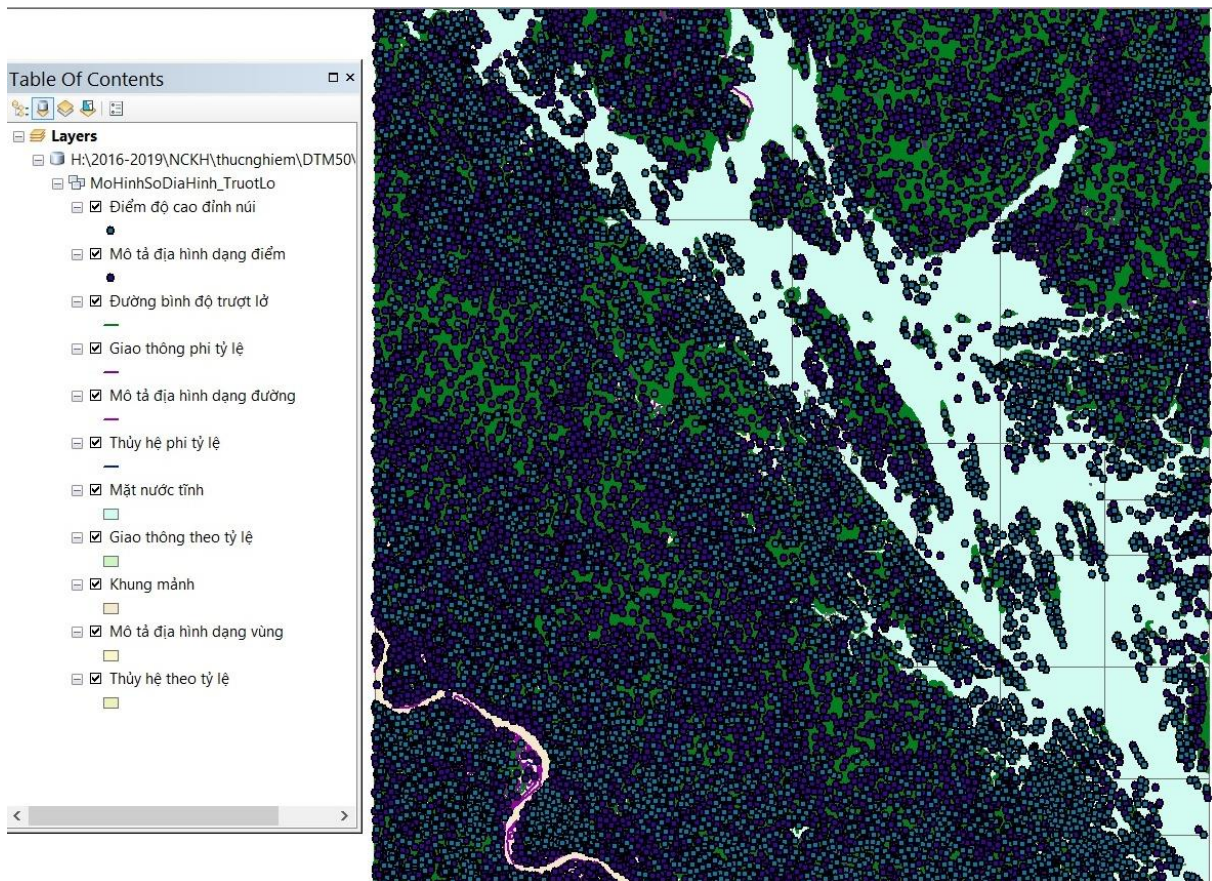 Table Of Contents
Layers
H:\2016-2019\NCKH\thucnghiem\DTM50\
MoHinhSoDiaHinh_TruotLo
Điểm độ cao đỉnh núi
Mô tả địa hình dạng điểm
Đường bình độ trượt lở
Giao thông phi tỷ lệ
Mô tả địa hình dạng đường
Thủy hệ phi tỷ lệ
Mặt nước tĩnh
Giao thông theo tỷ lệ
Khung mảnh
Mô tả địa hình dạng vùng
Thủy hệ theo tỷ lệ